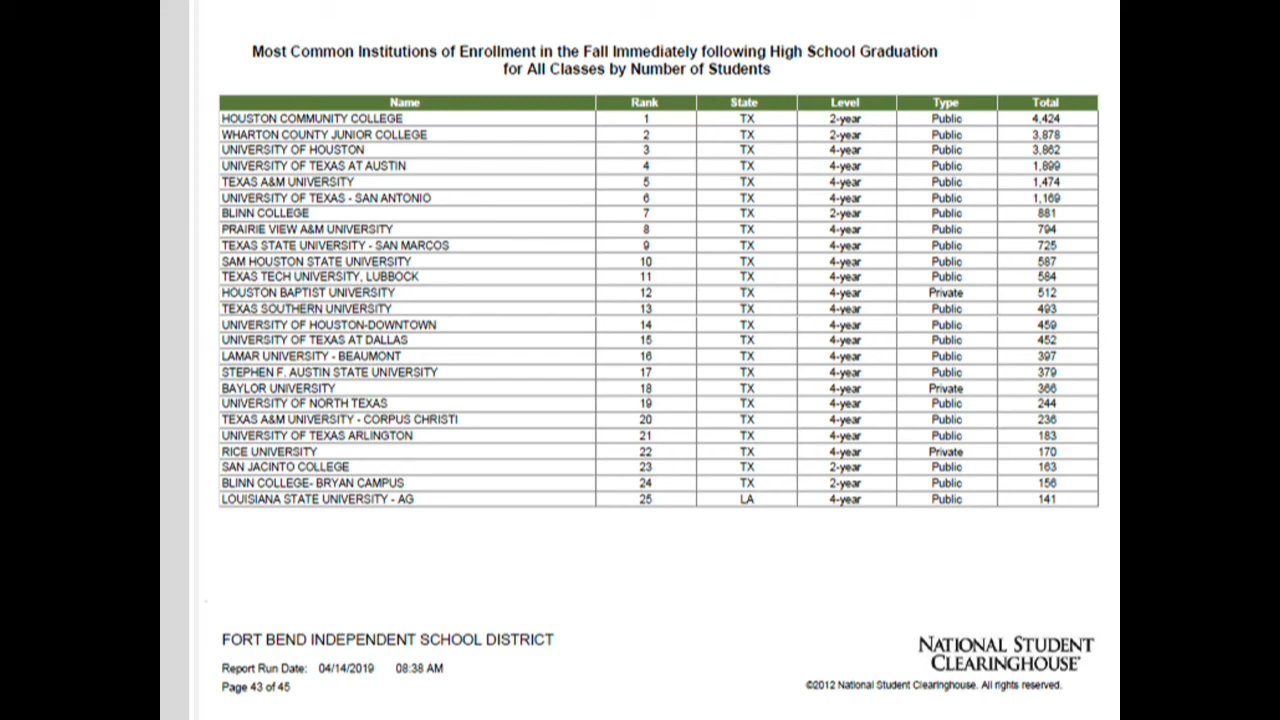 Most Common Institutions of Enrollment in the Fall Immediately following High School Graduation
for All Classes by Number of Students
Name Rank State Level Type Total
HOUSTON COMMUNITY COLLEGE 1 TX 2-year Public 4,424
WHARTON COUNTY JUNIOR COLLEGE 2 TX 2-year Public 3,878
UNIVERSITY OF HOUSTON 3 TX 4-year Public 3,862
UNIVERSITY OF TEXAS AT AUSTIN 4 TX 4-year Public 1,899
TEXAS A&M UNIVERSITY 5 TX 4-year Public 1,474
UNIVERSITY OF TEXAS - SAN ANTONIO 6 TX 4-year Public 1,169
BLINN COLLEGE 7 TX 2-year Public 881
PRAIRIE VIEW A&M UNIVERSITY 8 TX 4-year Public 794
TEXAS STATE UNIVERSITY - SAN MARCOS 9 TX 4-year Public 725
SAM HOUSTON STATE UNIVERSITY 10 TX 4-year Public 587
TEXAS TECH UNIVERSITY, LUBBOCK 11 TX 4-year Public 584
HOUSTON BAPTIST UNIVERSITY 12 TX 4-year Private 512
TEXAS SOUTHERN UNIVERSITY 13 TX 4-year Public 493
UNIVERSITY OF HOUSTON-DOWNTOWN 14 TX 4-year Public 459
UNIVERSITY OF TEXAS AT DALLAS 15 TX 4-year Public 452
LAMAR UNIVERSITY - BEAUMONT 16 TX 4-year Public 397
STEPHEN F. AUSTIN STATE UNIVERSITY 17 TX 4-year Public 379
BAYLOR UNIVERSITY 18 TX 4-year Private 366
UNIVERSITY OF NORTH TEXAS 19 TX 4-year Public 244
TEXAS A&M UNIVERSITY - CORPUS CHRISTI 20 TX 4-year Public 236
UNIVERSITY OF TEXAS ARLINGTON 21 TX 4-year Public 183
RICE UNIVERSITY 22 TX 4-year Private 170
SAN JACINTO COLLEGE 23 TX 2-year Public 163
BLINN COLLEGE- BRYAN CAMPUS 24 TX 2-year Public 156
LOUISIANA STATE UNIVERSITY - AG 25 LA 4-year Public 141
FORT BEND INDEPENDENT SCHOOL DISTRICT
Report Run Date: 04/14/2019 08:38 AM
Page 43 of 45
NATIONAL STUDENT
CLEARINGHOUSE
©2012 National Student Clearinghouse. All rights reserved.